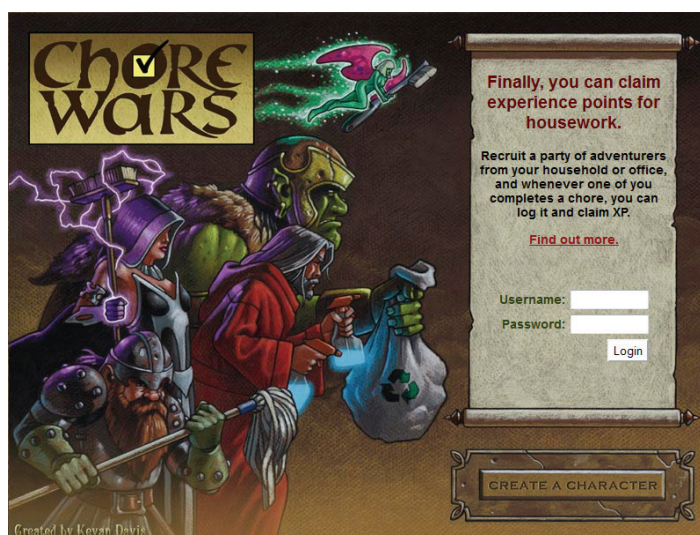 CHORE
WARS
Finally, you can claim
experience points for
housework.
Recruit a party of adventurers
from your household or office,
and whenever one of you
completes a chore, you can
log it and claim XP.
Find out more.
Username:
Password:
Login
CREATE A CHARACTER
Created by Kevan Davis